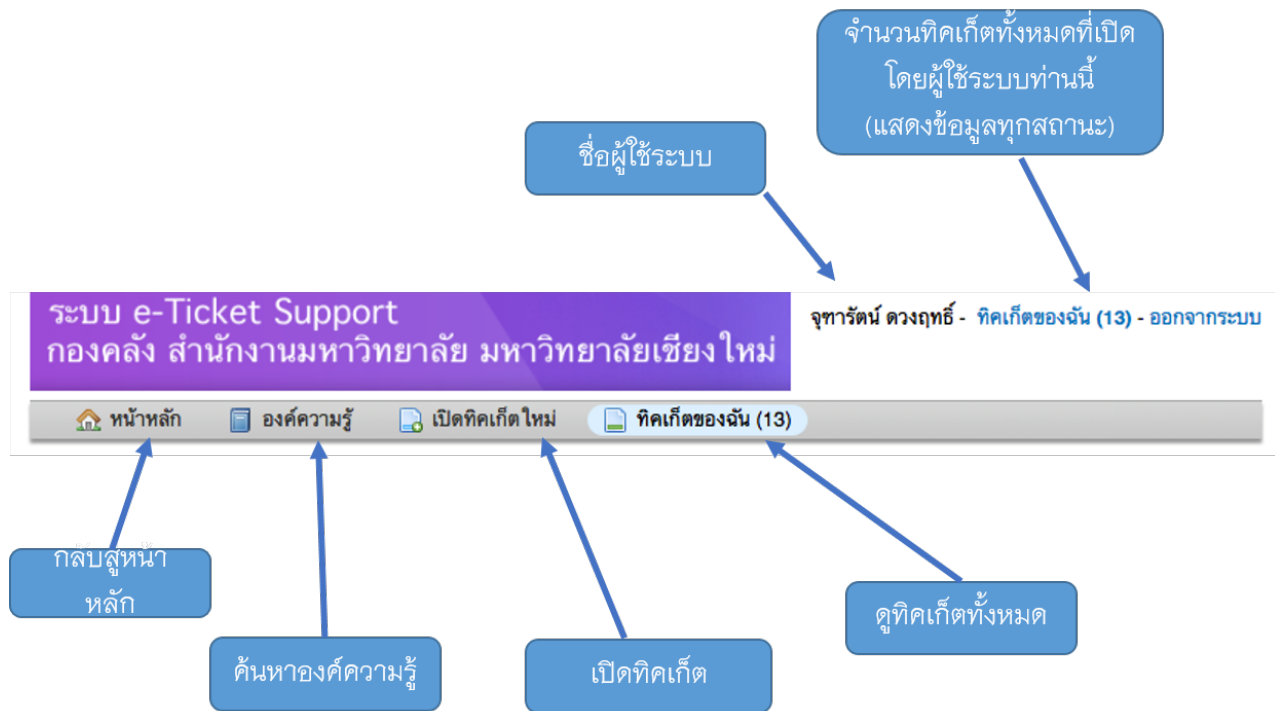 จำนวนทิคเก็ตทั้งหมดที่เปิด
โดยผู้ใช้ระบบท่านนี้
(แสดงข้อมูลทุกสถานะ)
ชื่อผู้ใช้ระบบ
ระบบ e-Ticket Support
กองคลัง สำนักงานมหาวิทยาลัย มหาวิทยาลัยเชียงใหม่
จุฑารัตน์ ดวงฤทธิ์ - ทิคเก็ตของฉัน (13) - ออกจากระบบ
หน้าหลัก องค์ความรู้ เปิดทิคเก็ตใหม่ ทิคเก็ตของฉัน (13)
กลับสู่หน้า
หลัก
ดูทิคเก็ตทั้งหมด
ค้นหาองค์ความรู้
เปิดทิคเก็ต